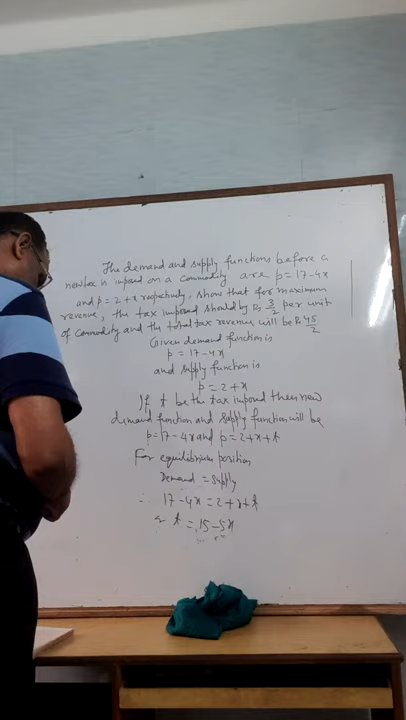 The demand and supply functions before a
new tax is imposed on a commodity are p = 17 - 4x
and p = 2 + x respectively, show that for maximum
revenue, the tax imposed should by Rs 3/2 per unit
of commodity and the total tax revenue will be Rs 45/2
Given demand function is
p = 17 - 4x
and supply function is
p = 2 + x
If t be the tax impond then new
demand function and supply function will be
p = 17 - 4x and p = 2 + x + t
For equilibrium position
Demand = Supply
∴ 17 - 4x = 2 + x + t
t = 15 - 5x